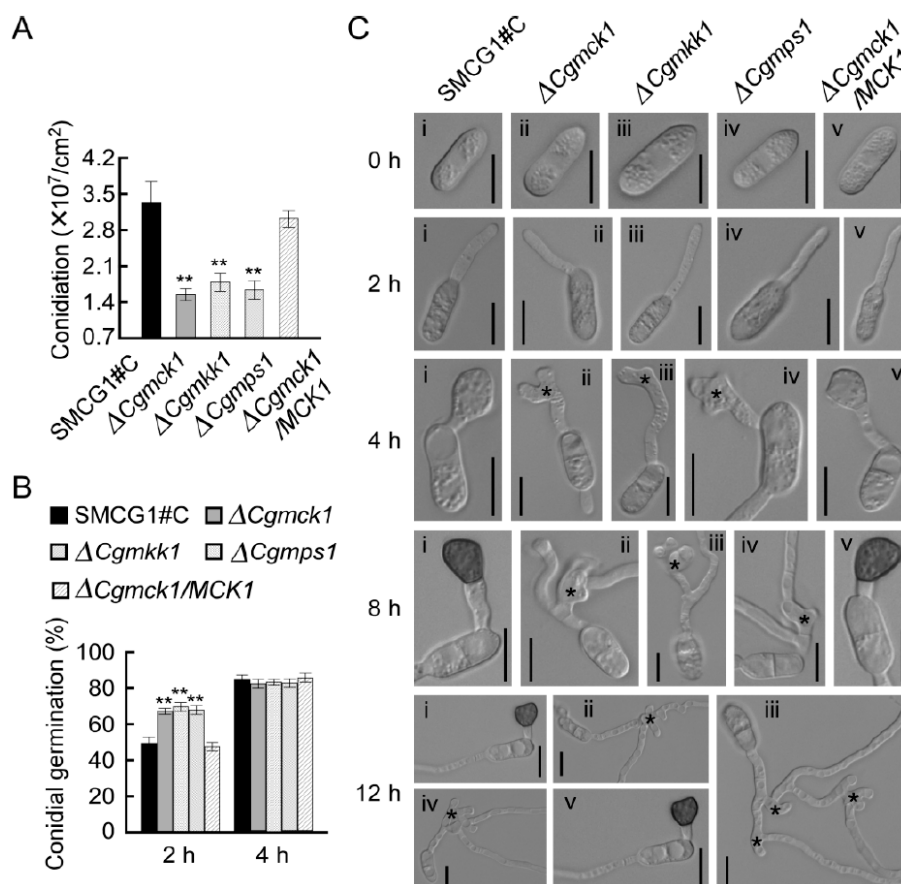 A
Conidiation (×10⁷/cm²)
4.2
3.5
2.8
2.1
1.4
0.7
** ** **
SMCG1#C
ΔCgmck1
ΔCgmkk1
ΔCgmps1
ΔCgmck1
/MCK1
B
SMCG1#C ΔCgmck1
ΔCgmkk1 ΔCgmps1
ΔCgmck1/MCK1
Conidial germination (%)
100
80
60
40
20
0
** ** **
2 h 4 h
C
SMCG1#C
ΔCgmck1
ΔCgmkk1
ΔCgmps1
ΔCgmck1
/MCK1
0 h
i ii iii iv v
2 h
i ii iii iv v
4 h
i ii iii iv v
* * *
8 h
i ii iii iv v
* * *
12 h
i ii iii
iv v
* * * * *